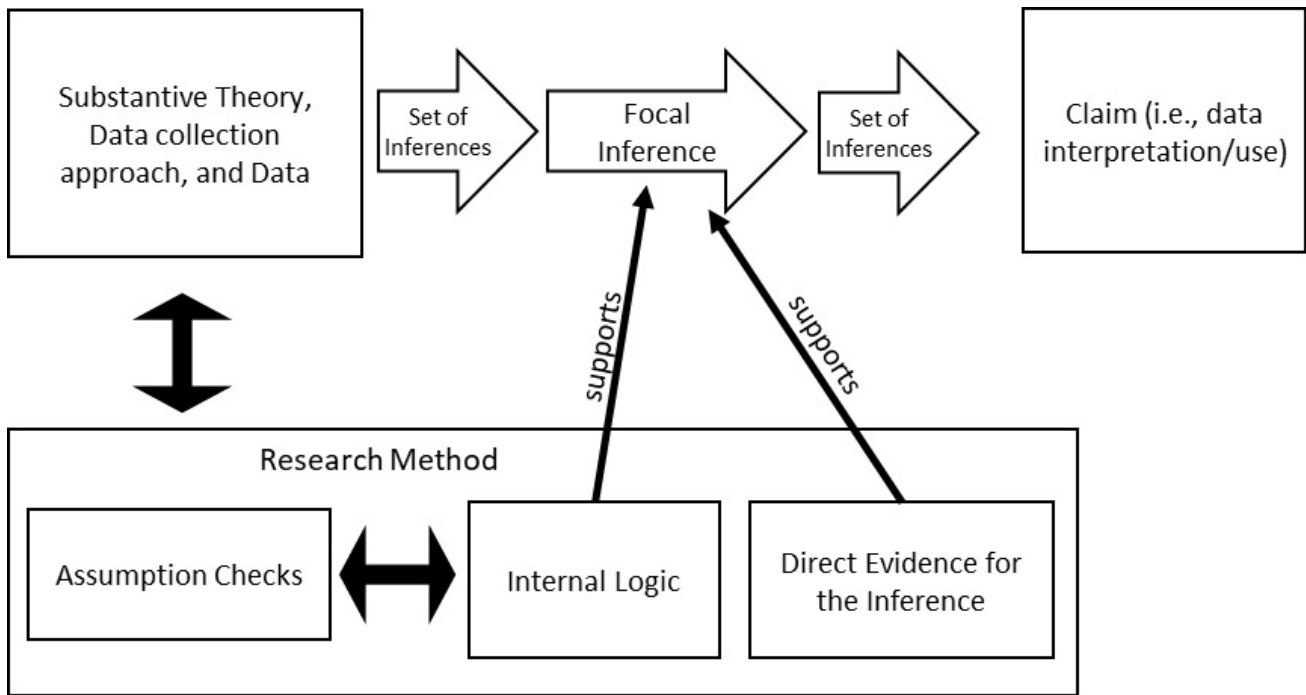 Substantive Theory,
Data collection
approach, and Data
Set of
Inferences
Focal
Inference
Set of
Inferences
Claim (i.e., data
interpretation/use)
supports
supports
Research Method
Assumption Checks
Internal Logic
Direct Evidence for
the Inference